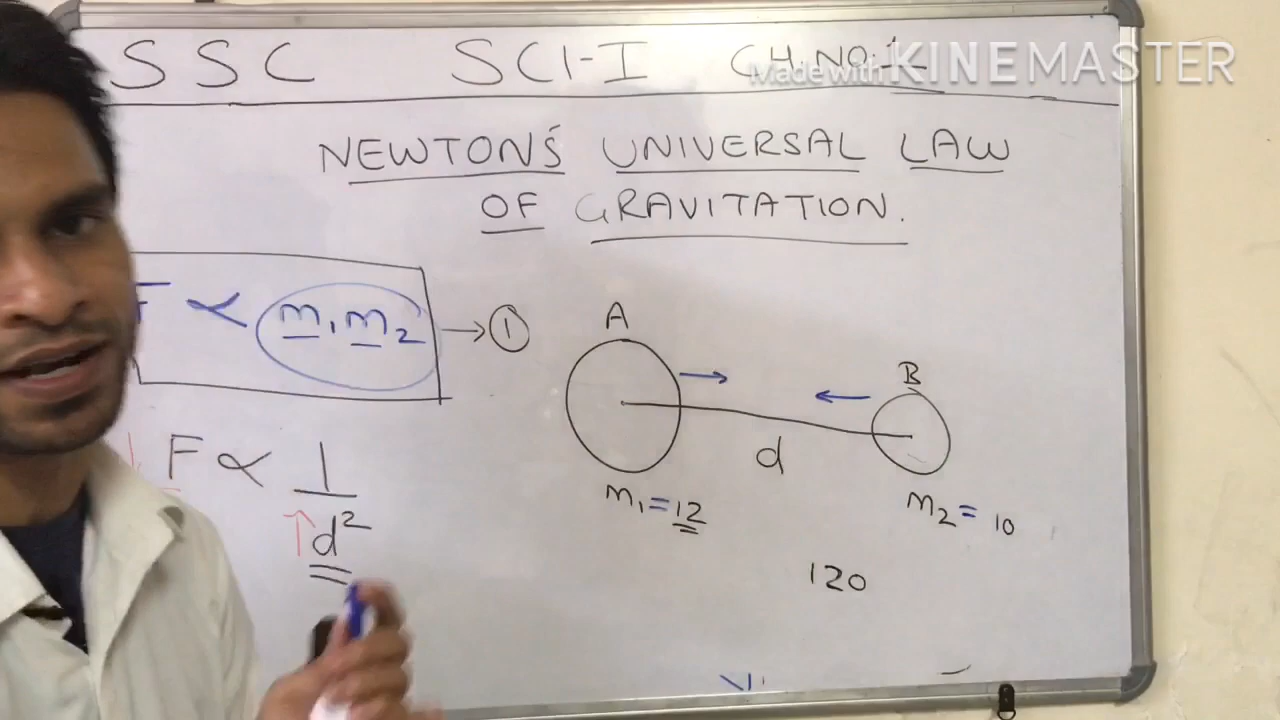 SSC SCI-I CH.NO:1
Made with KINEMASTER
NEWTON'S UNIVERSAL LAW
OF GRAVITATION.
F ∝ m₁m₂ → ①
A
B
d
F ∝ 1/d²
m₁ = 12
m₂ = 10
120